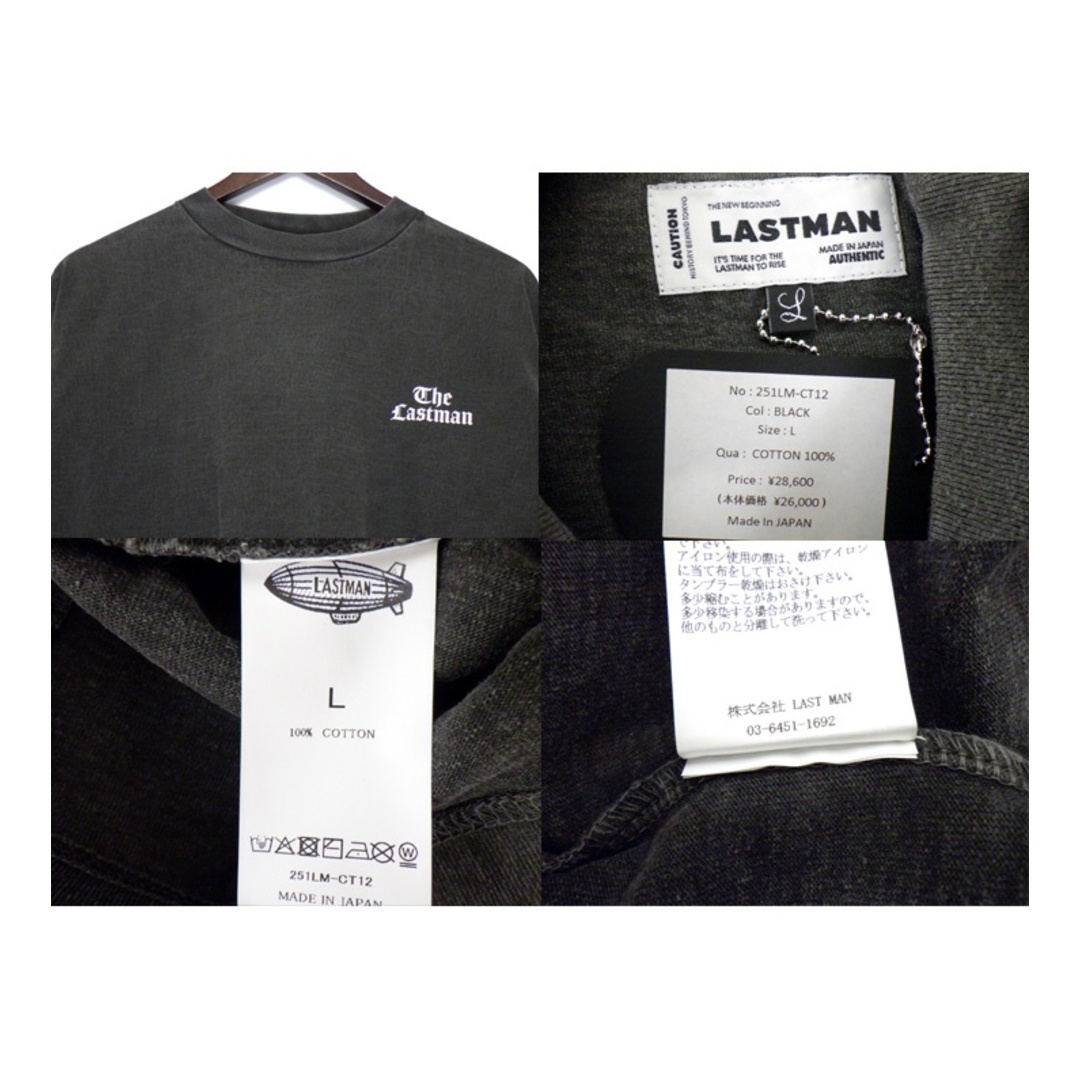 The
Lastman
CAUTION
HISTORY BEHIND TOKYO
THE NEW BEGINNING
LASTMAN
IT'S TIME FOR THE
LASTMAN TO RISE
MADE IN JAPAN
AUTHENTIC
L
No : 251LM-CT12
Col : BLACK
Size : L
Qua : COTTON 100%
Price : ¥28,600
(本体価格 ¥26,000)
Made In JAPAN
LASTMAN
L
100% COTTON
W
251LM-CT12
MADE IN JAPAN
で下さい。
アイロン使用の際は、乾燥アイロン
に当て布をして下さい。
タンブラー乾燥はおさけ下さい。
多少縮むことがあります。
多少移染する場合がありますので、
他のものと分離して洗って下さい。
株式会社 LAST MAN
03-6451-1692